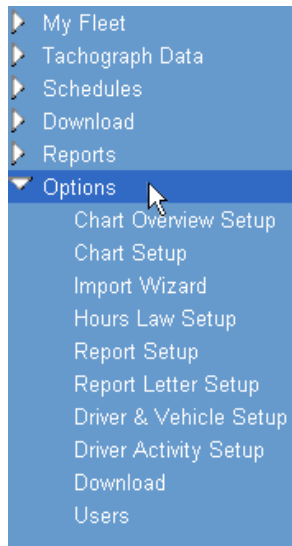 My Fleet
Tachograph Data
Schedules
Download
Reports
Options
Chart Overview Setup
Chart Setup
Import Wizard
Hours Law Setup
Report Setup
Report Letter Setup
Driver & Vehicle Setup
Driver Activity Setup
Download
Users